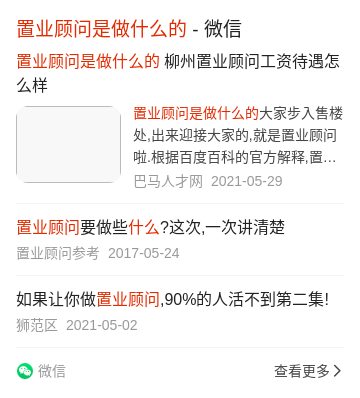 置业顾问是做什么的 - 微信
置业顾问是做什么的 柳州置业顾问工资待遇怎
么样
置业顾问是做什么的大家步入售楼
处,出来迎接大家的,就是置业顾问
啦.根据百度百科的官方解释,置…
巴马人才网 2021-05-29
置业顾问要做些什么?这次,一次讲清楚
置业顾问参考 2017-05-24
如果让你做置业顾问,90%的人活不到第二集!
狮范区 2021-05-02
微信
查看更多